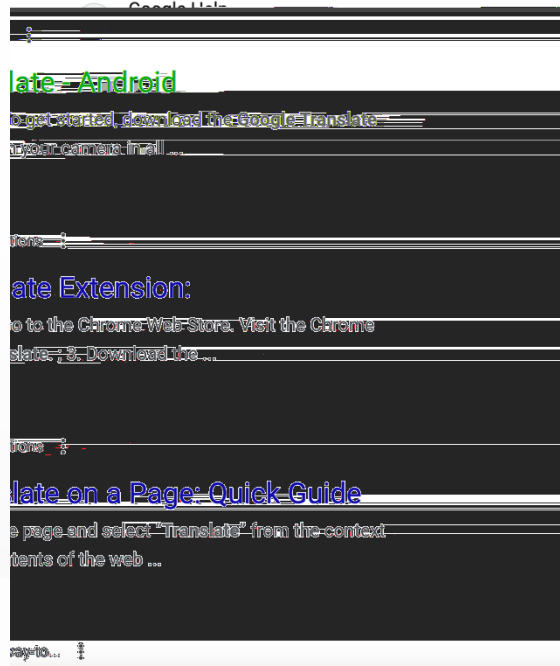 Google Help
late - Android
o get started, download the Google Translate
your camera in all ...
tions
ate Extension:
o to the Chrome Web Store. Visit the Chrome
slate. ; 3. Download the ...
tions
late on a Page: Quick Guide
e page and select “Translate” from the context
tents of the web ...